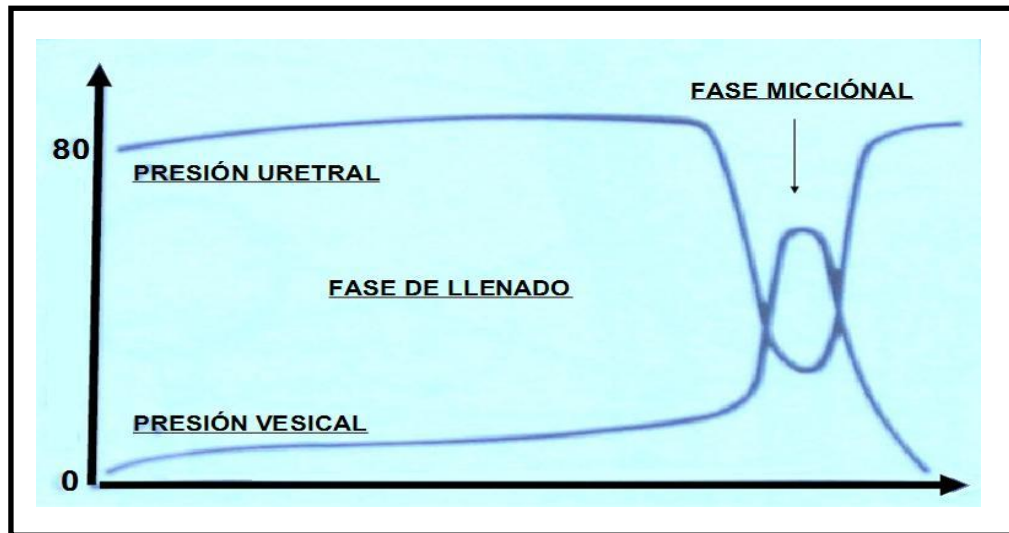 FASE MICCIÓNAL
80
PRESIÓN URETRAL
FASE DE LLENADO
PRESIÓN VESICAL
0